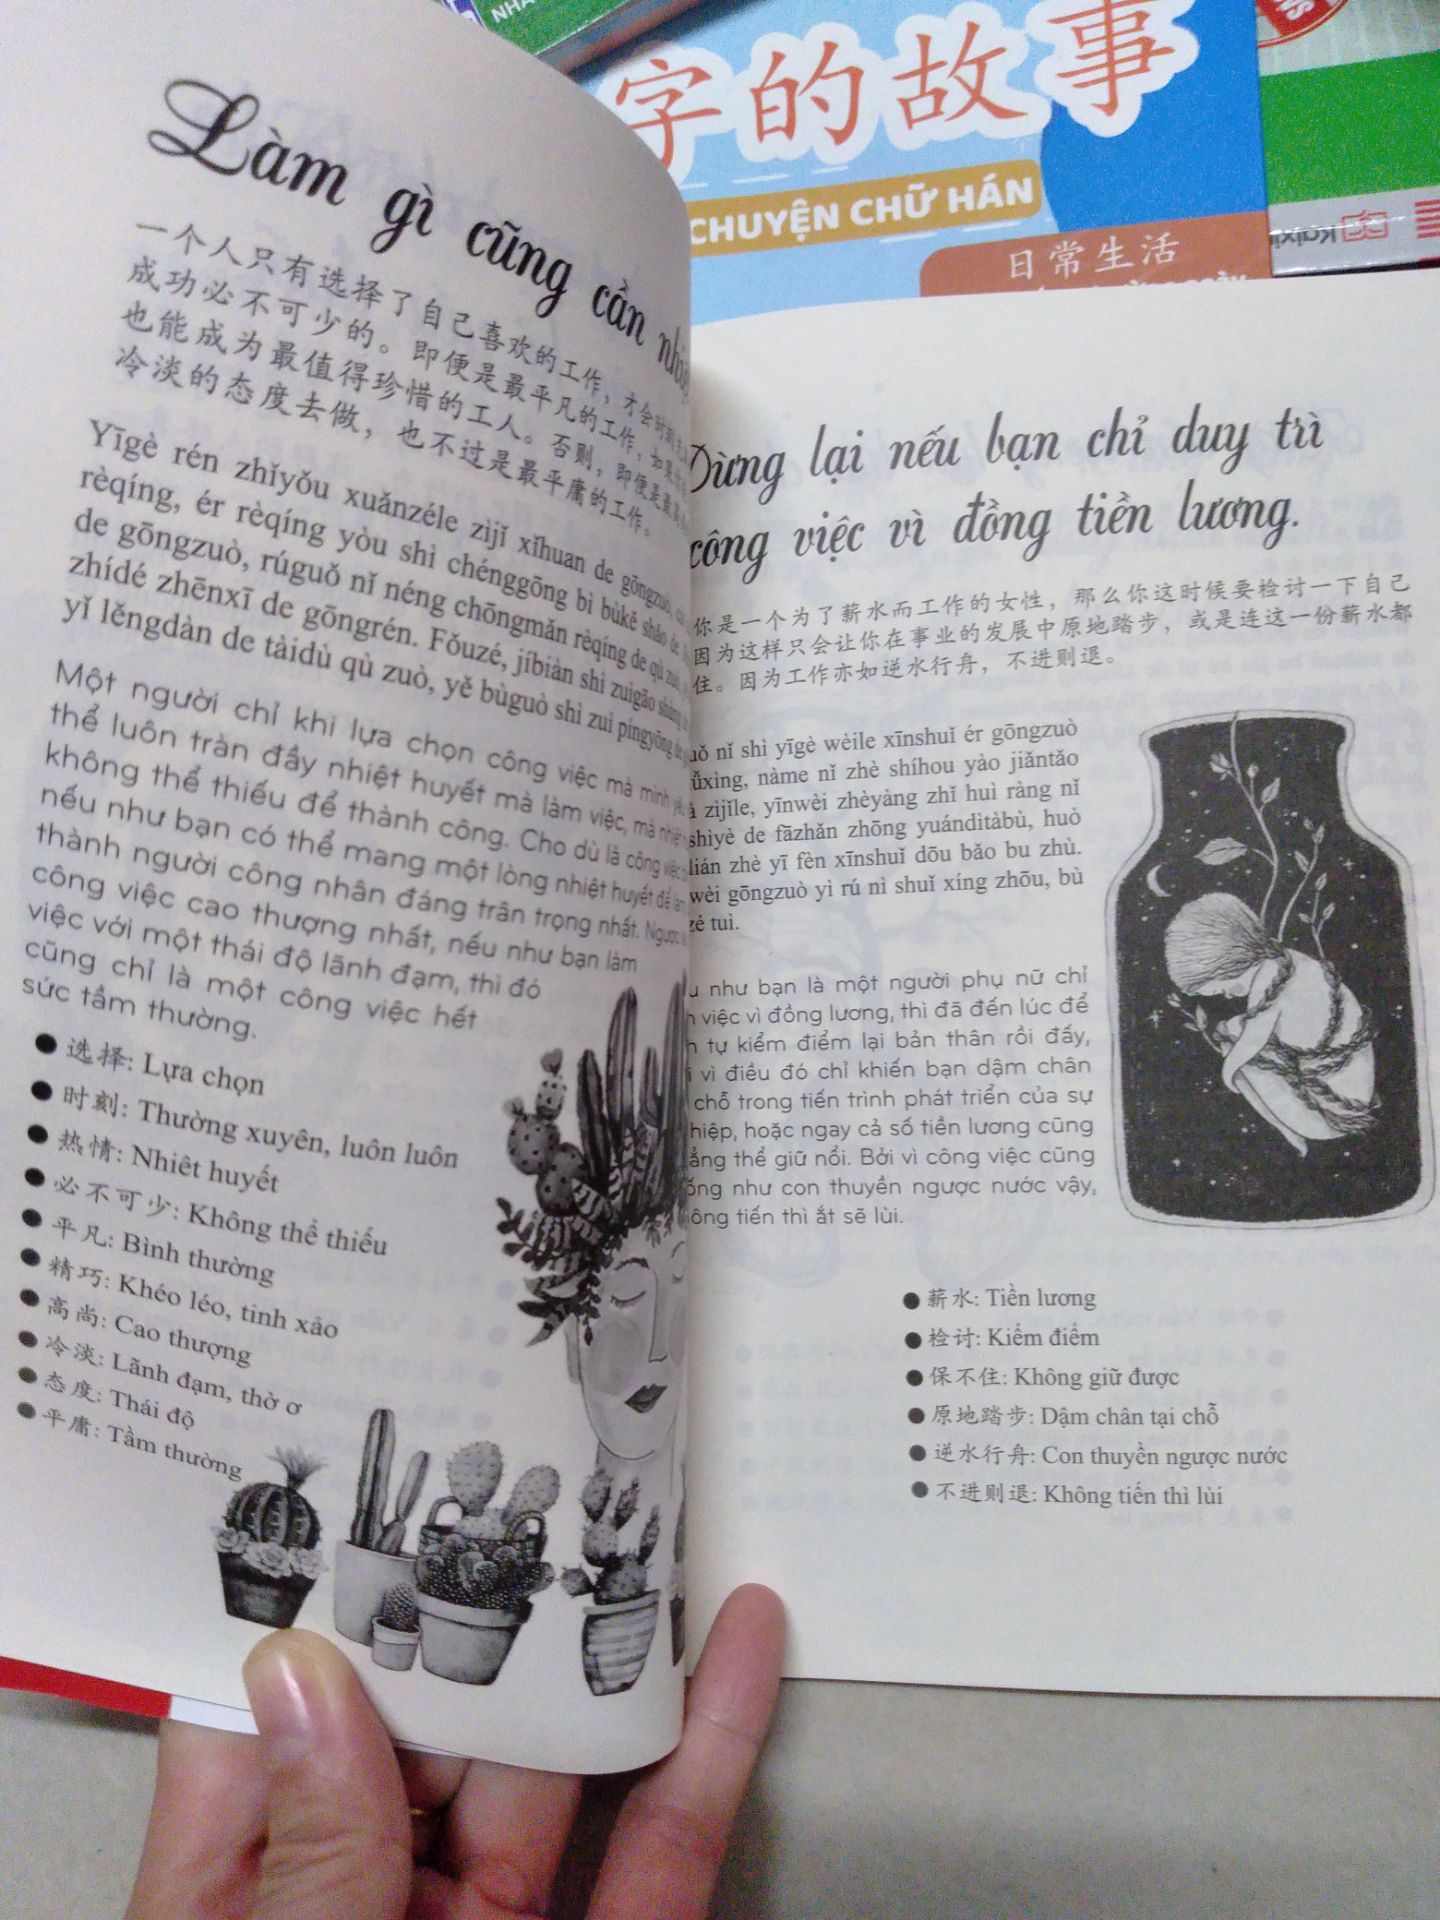 NHÀ
字的故事
CHUYỆN CHỮ HÁN
日常生活
Kaixin
Làm gì cũng cần
一个人只有选择了自己喜欢的工作，才会时刻
成功必不可少的。即便是最平凡的工作，如果
也能成为最值得珍惜的工人。否则，即便是最
冷淡的态度去做，也不过是最平庸的工作。
Yīgè rén zhǐyǒu xuǎnzéle zìjǐ xǐhuan de gōngzuò,
rèqíng, ér rèqíng yòu shì chénggōng bì bùkě shǎo de.
de gōngzuò, rúguǒ nǐ néng chōngmǎn rèqíng de qù zuò,
zhídé zhēnxī de gōngrén. Fǒuzé, jíbiàn shì zuìgāo shàng de
yǐ lěngdàn de tàidù qù zuò, yě bùguò shì zuì píngyōng de
Một người chỉ khi lựa chọn công việc mà mình yêu
thể luôn tràn đầy nhiệt huyết mà làm việc, mà nhiệt
không thể thiếu để thành công. Cho dù là công việc
nếu như bạn có thể mang một lòng nhiệt huyết để làm
thành người công nhân đáng trân trọng nhất. Ngược lại
công việc cao thượng nhất, nếu như bạn làm
việc với một thái độ lãnh đạm, thì đó
cũng chỉ là một công việc hết
sức tầm thường.
● 选择: Lựa chọn
● 时刻: Thường xuyên, luôn luôn
● 热情: Nhiêt huyết
● 必不可少: Không thể thiếu
● 平凡: Bình thường
● 精巧: Khéo léo, tinh xảo
● 高尚: Cao thượng
● 冷淡: Lãnh đạm, thờ ơ
● 态度: Thái độ
● 平庸: Tầm thường
Dừng lại nếu bạn chỉ duy trì
công việc vì đồng tiền lương.
你是一个为了薪水而工作的女性，那么你这时候要检讨一下自己
因为这样只会让你在事业的发展中原地踏步，或是连这一份薪水都
住。因为工作亦如逆水行舟，不进则退。
nǐ shì yīgè wèile xīnshuǐ ér gōngzuò
nàme nǐ zhè shíhou yào jiǎntǎo
zìjǐle, yīnwèi zhèyàng zhǐ huì ràng nǐ
shìyè de fāzhǎn zhōng yuándìtàbù, huò
lián zhè yī fèn xīnshuǐ dōu bǎo bu zhù.
wèi gōngzuò yì rú nì shuǐ xíng zhōu, bù
zé tuì.
như bạn là một người phụ nữ chỉ
việc vì đồng lương, thì đã đến lúc để
tự kiểm điểm lại bản thân rồi đấy,
vì điều đó chỉ khiến bạn dậm chân
chỗ trong tiến trình phát triển của sự
hiệp, hoặc ngay cả số tiền lương cũng
thể giữ nổi. Bởi vì công việc cũng
như con thuyền ngược nước vậy,
tiến thì ắt sẽ lùi.
● 薪水: Tiền lương
● 检讨: Kiểm điểm
● 保不住: Không giữ được
● 原地踏步: Dậm chân tại chỗ
● 逆水行舟: Con thuyền ngược nước
● 不进则退: Không tiến thì lùi